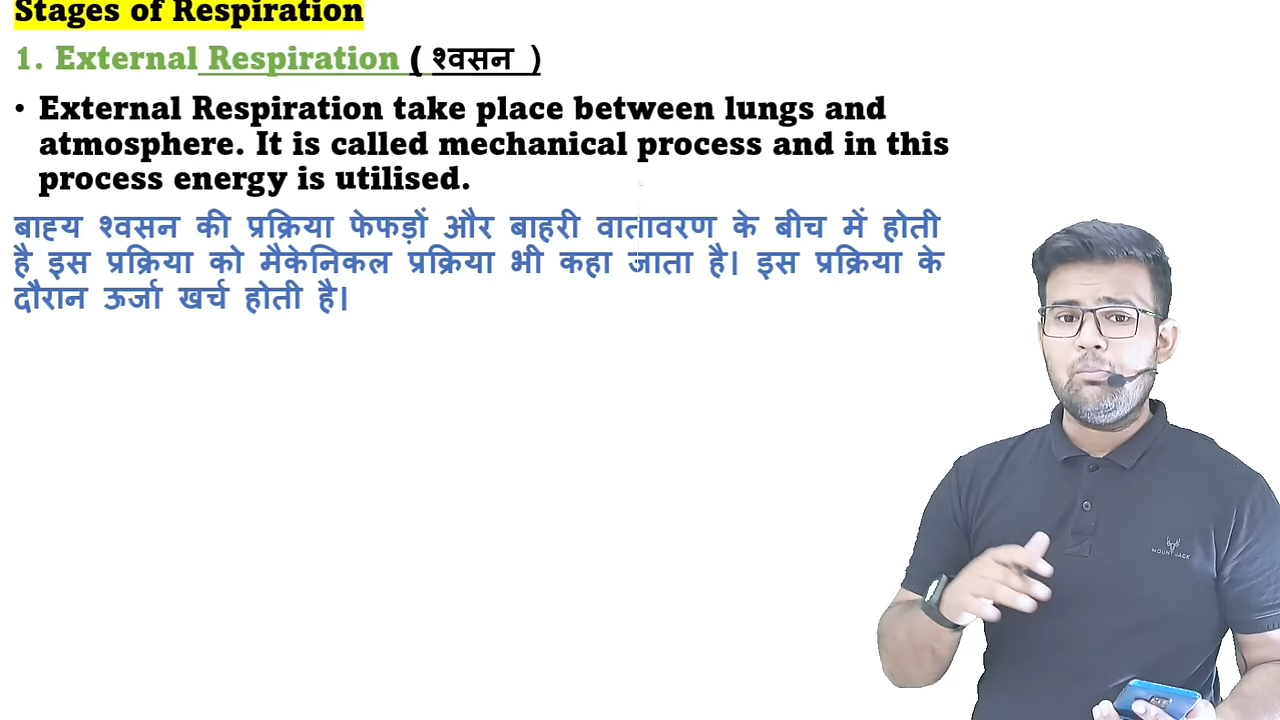 Stages of Respiration
1. External Respiration ( श्वसन )
• External Respiration take place between lungs and
atmosphere. It is called mechanical process and in this
process energy is utilised.
बाह्य श्वसन की प्रक्रिया फेफड़ों और बाहरी वातावरण के बीच में होती
है इस प्रक्रिया को मैकेनिकल प्रक्रिया भी कहा जाता है। इस प्रक्रिया के
दौरान ऊर्जा खर्च होती है।
MOUNT JACK